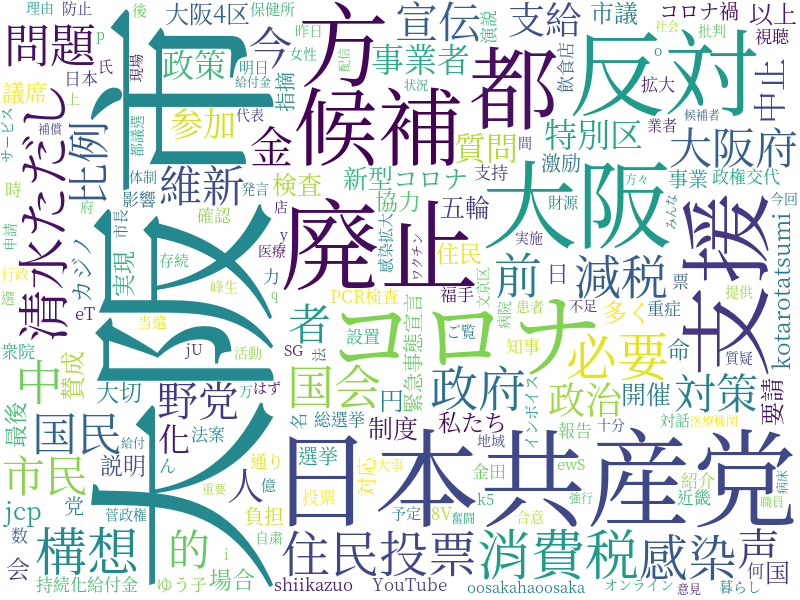 理由 防止
p
氏
後
昨日
保健所
大阪4区
宣伝
演説
支給
市議
コロナ禍
以上
社会
批判
視聴
問題
日本
上
現場
女性
配信
明日
給付金
今
方
事業者
状況
都
飲食店
o
拡大
反対
中止
議席
サービス
補償
都議選
政策
指摘
参加
代表
金
候補
質問
特別区
業者
候補者
間
大阪府
清水ただし
比例
大阪市
体制
影響
府
時
維新
発言
検査
新型コロナ
支持
激励
方々
事業
政権交代
協力
五輪
財源
みんな
今回
申請
行政
選
カジノ
実現
市長
存続
確認
店
y
医療
力
q
峰生
廃止
感染拡大
ワクチン
住民
実施
大阪
支援
eT
当選
jU
活動
PCR検査
SG
法
はず
設置
ご覧
福手
前
日
文京区
減税
票
重症
提供
kotarotatsumi
衆院
中
賛成
者
コロナ
緊急事態宣言
病院
患者
不足
知事
必要
多く
命
質疑
最後
大切
野党
万
国会
円
政府
政治
開催
インボイス
対策
要請
国民
化
法案
給付
名
総選挙
制度
私たち
報告
十分
対話
医療機関
地域
市民
説明
ん
通り
人
億
選挙
日本共産党
jcp
党
菅政権
重要
負担
投票
対応
大事
金田
ewS
k5
8V
紹介
近畿
病床
職員
構想
的
数
i
自粛
住民投票
予定
奮闘
合意
消費税
強行
感染
声
何
国
会
持続化給付金
ゆう子
場合
shiikazuo
YouTube
oosakahaoosaka
オンライン
意見
暮らし